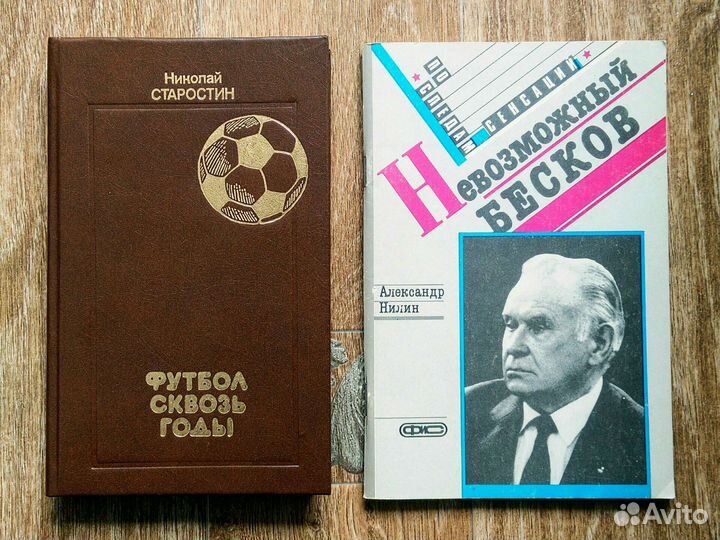 Николай
СТАРОСТИН
ФУТБОЛ
СКВОЗЬ
ГОДЫ
ПО
СЛЕДАМ
СЕНСАЦИЙ
Невозможный
БЕСКОВ
Александр
Нилин
ФИС
Avito